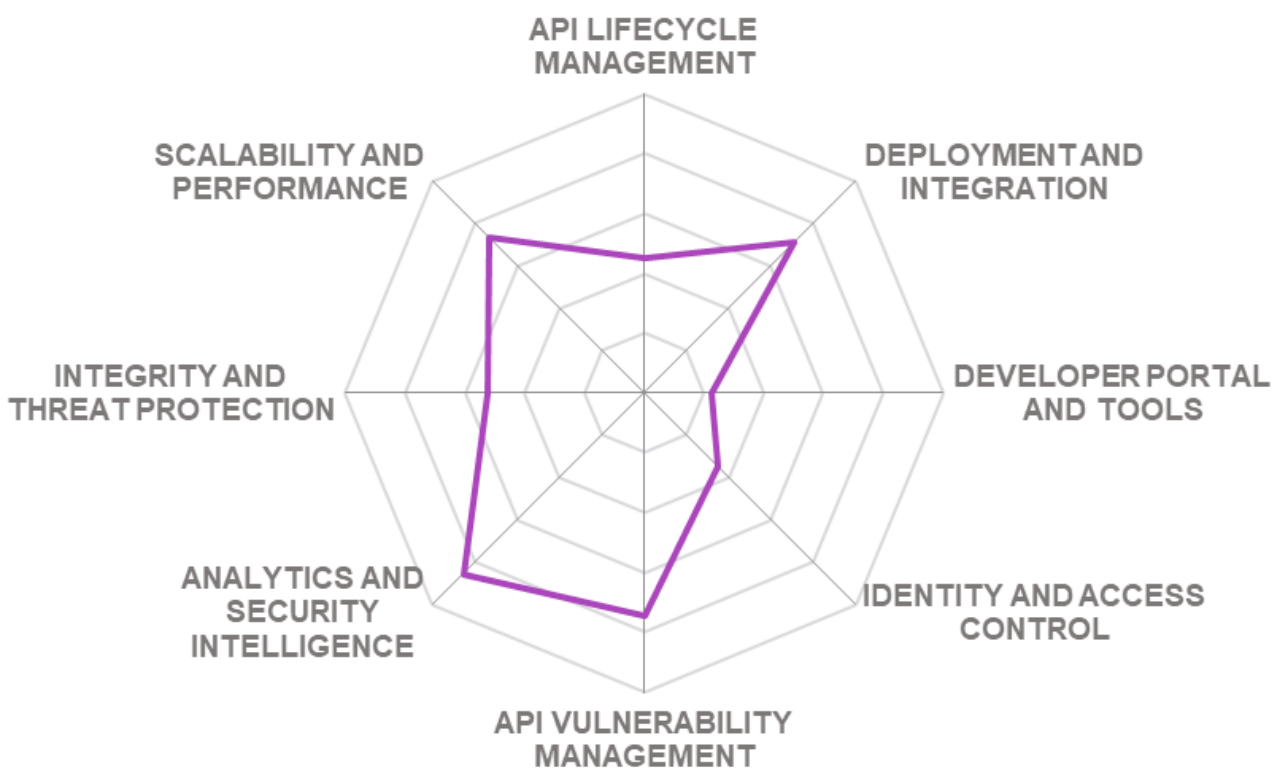 API LIFECYCLE
MANAGEMENT
DEPLOYMENT AND
INTEGRATION
DEVELOPER PORTAL
AND TOOLS
IDENTITY AND ACCESS
CONTROL
API VULNERABILITY
MANAGEMENT
ANALYTICS AND
SECURITY
INTELLIGENCE
INTEGRITY AND
THREAT PROTECTION
SCALABILITY AND
PERFORMANCE